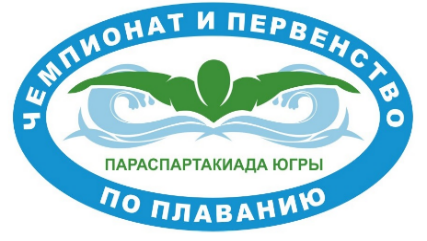 ЧЕМПИОНАТ И ПЕРВЕНСТВО
ПАРАСПАРТАКИАДА ЮГРЫ
ПО ПЛАВАНИЮ